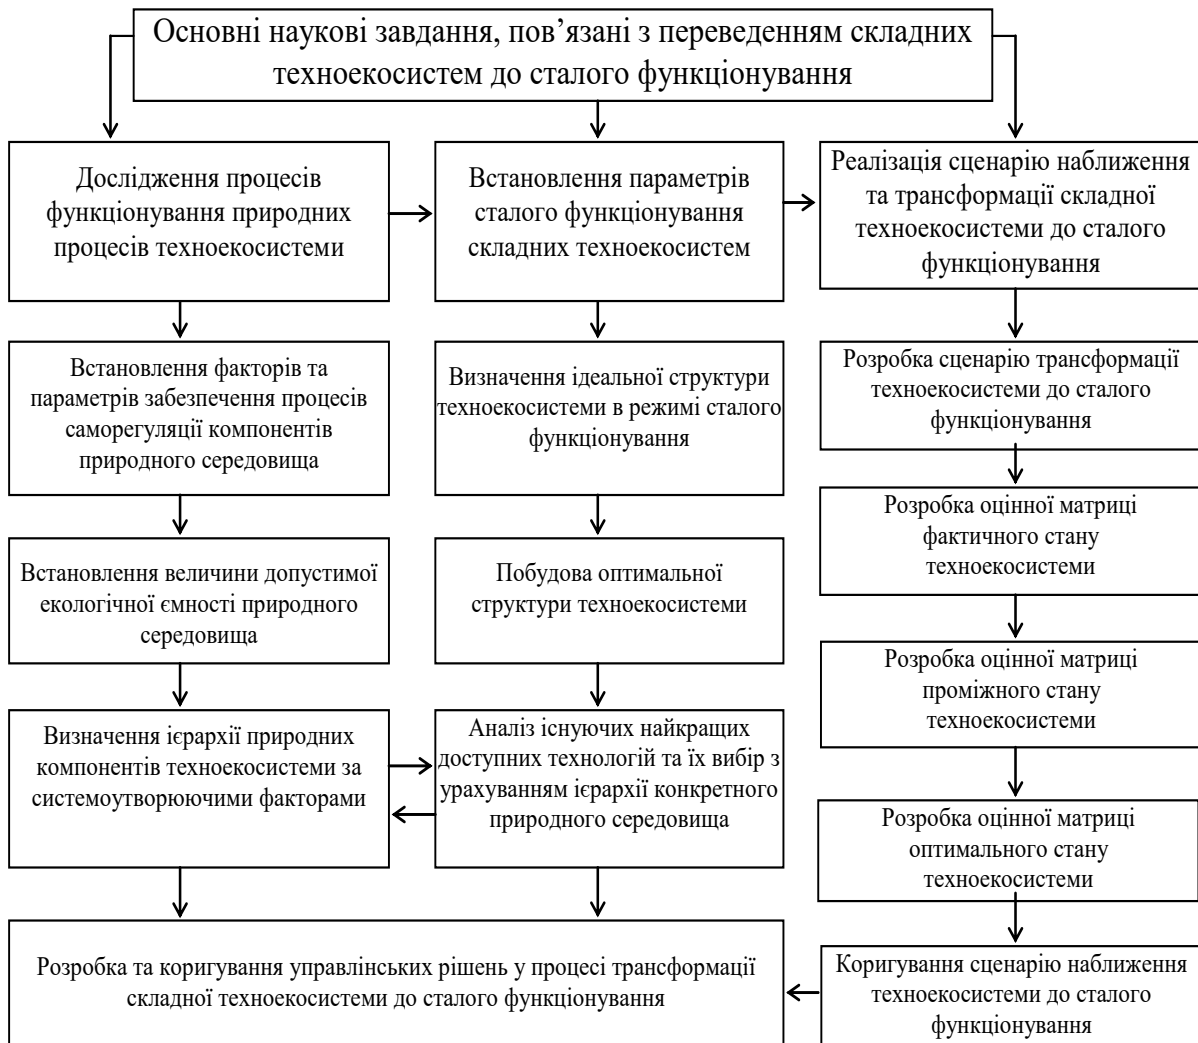 Основні наукові завдання, пов’язані з переведенням складних
техноекосистем до сталого функціонування
Дослідження процесів
функціонування природних
процесів техноекосистеми
Встановлення параметрів
сталого функціонування
складних техноекосистем
Реалізація сценарію наближення
та трансформації складної
техноекосистеми до сталого
функціонування
Встановлення факторів та
параметрів забезпечення процесів
саморегуляції компонентів
природного середовища
Визначення ідеальної структури
техноекосистеми в режимі сталого
функціонування
Розробка сценарію трансформації
техноекосистеми до сталого
функціонування
Розробка оцінної матриці
фактичного стану
техноекосистеми
Встановлення величини допустимої
екологічної ємності природного
середовища
Побудова оптимальної
структури техноекосистеми
Розробка оцінної матриці
проміжного стану
техноекосистеми
Визначення ієрархії природних
компонентів техноекосистеми за
системоутворюючими факторами
Аналіз існуючих найкращих
доступних технологій та їх вибір з
урахуванням ієрархії конкретного
природного середовища
Розробка оцінної матриці
оптимального стану
техноекосистеми
Розробка та коригування управлінських рішень у процесі трансформації
складної техноекосистеми до сталого функціонування
Коригування сценарію наближення
техноекосистеми до сталого
функціонування